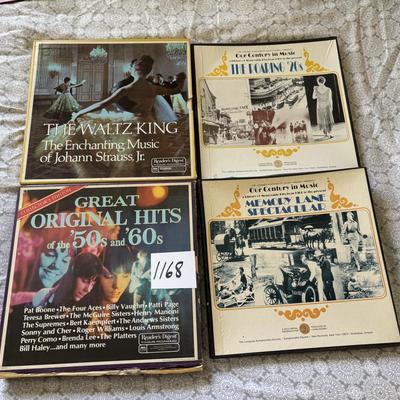 THE WALTZ KING
The Enchanting Music
of Johann Strauss, Jr.
Reader's Digest
Our Century in Music
THE ROARING '20s
COLLECTOR'S EDITION
GREAT
ORIGINAL HITS
of the '50s and '60s
1168
Pat Boone • The Four Aces • Billy Vaughn • Patti Page
Teresa Brewer • The McGuire Sisters • Henry Mancini
The Supremes • Bert Kaempfert • The Andrews Sisters
Sonny and Cher • Roger Williams • Louis Armstrong
Perry Como • Brenda Lee • The Platters
Bill Haley...and many more
Reader's Digest
Our Century in Music
MEMORY LANE
SPECTACULAR